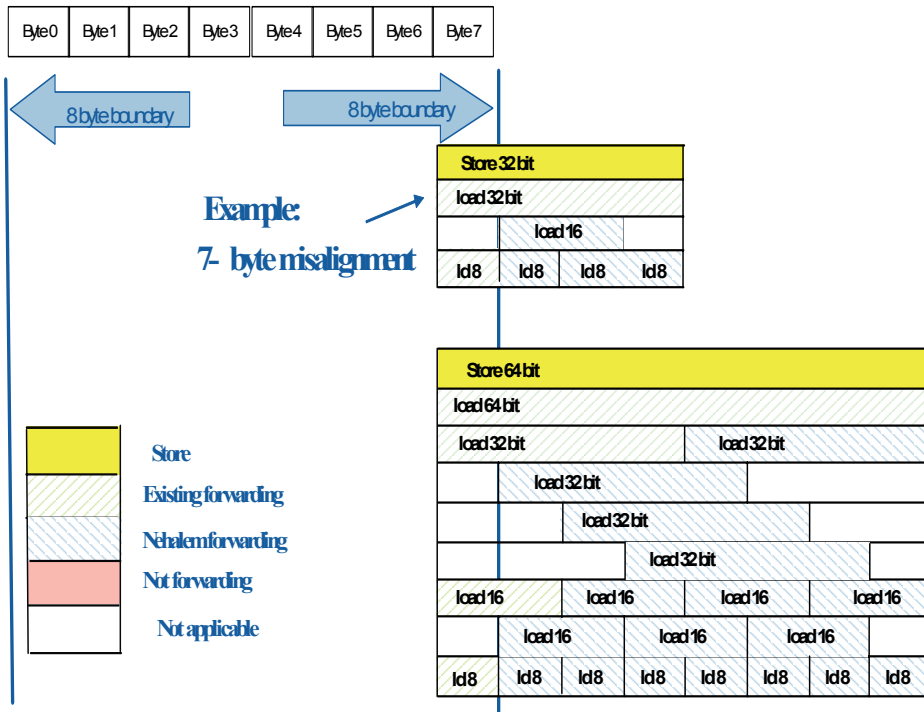 Byte0 Byte1 Byte2 Byte3 Byte4 Byte5 Byte6 Byte7
8 byte boundary 8 byte boundary
Store 32 bit
load 32 bit
Example:
load 16
7- byte misalignment
ld8 ld8 ld8 ld8
Store 64 bit
load 64 bit
load 32 bit load 32 bit
load 32 bit
load 32 bit
load 32 bit
load 16 load 16 load 16 load 16
load 16 load 16 load 16
ld8 ld8 ld8 ld8 ld8 ld8 ld8 ld8
Store
Existing forwarding
Nehalem forwarding
Not forwarding
Not applicable